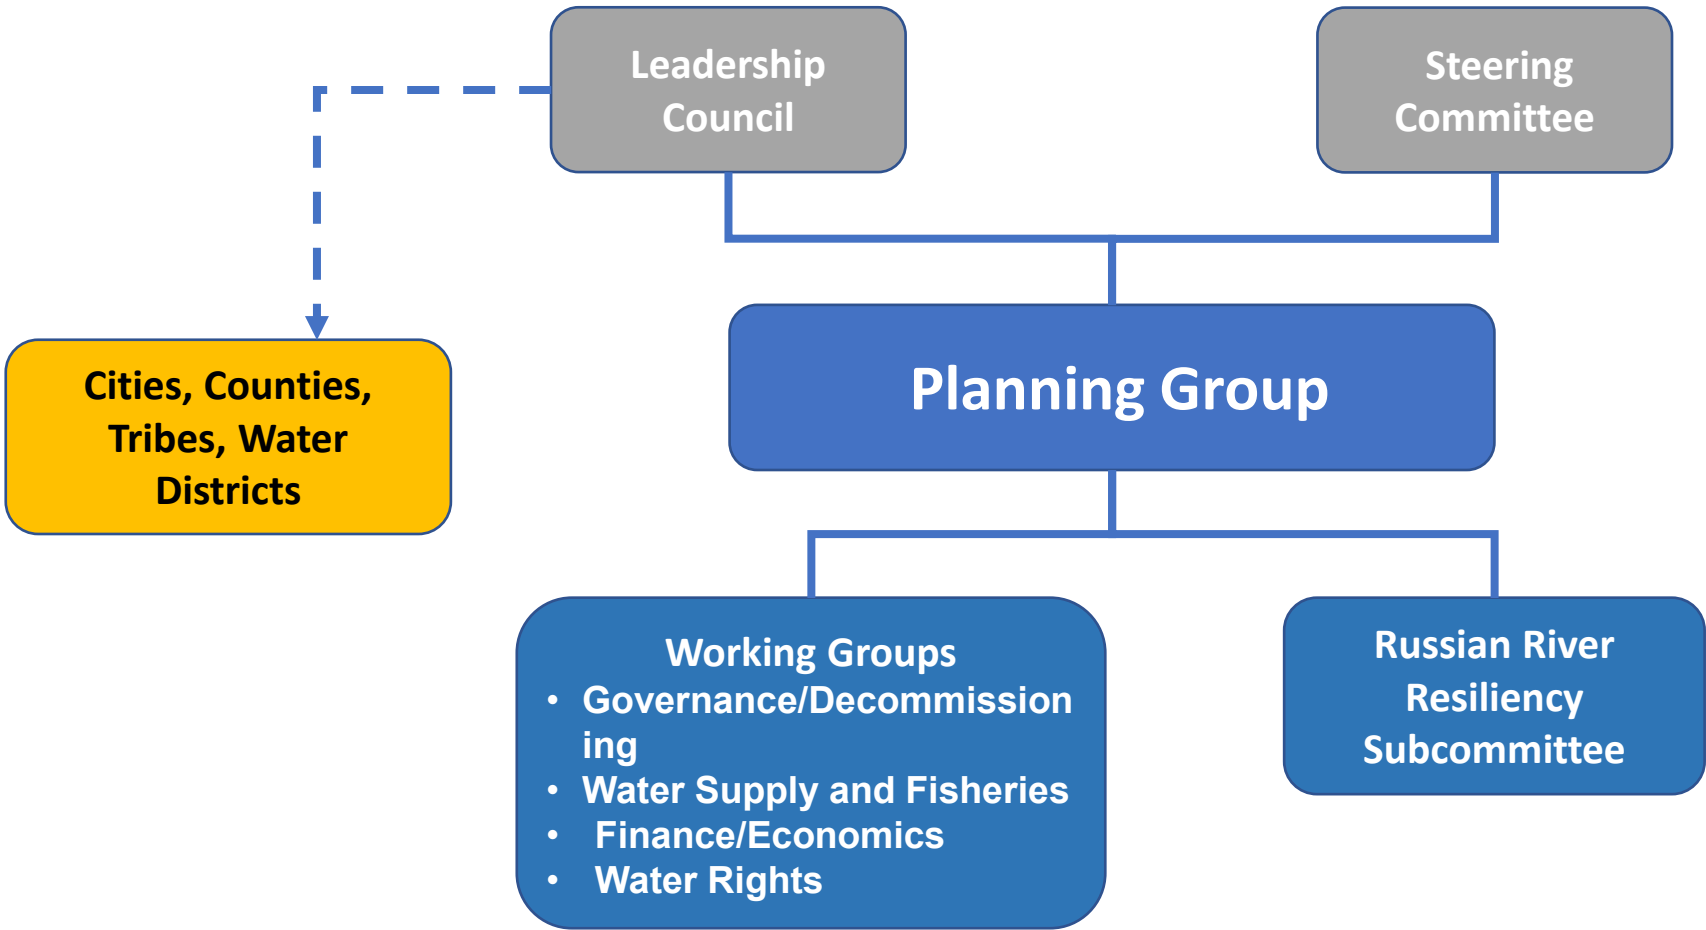 Leadership
Council
Steering
Committee
Cities, Counties,
Tribes, Water
Districts
Planning Group
Working Groups
• Governance/Decommission
ing
• Water Supply and Fisheries
• Finance/Economics
• Water Rights
Russian River
Resiliency
Subcommittee